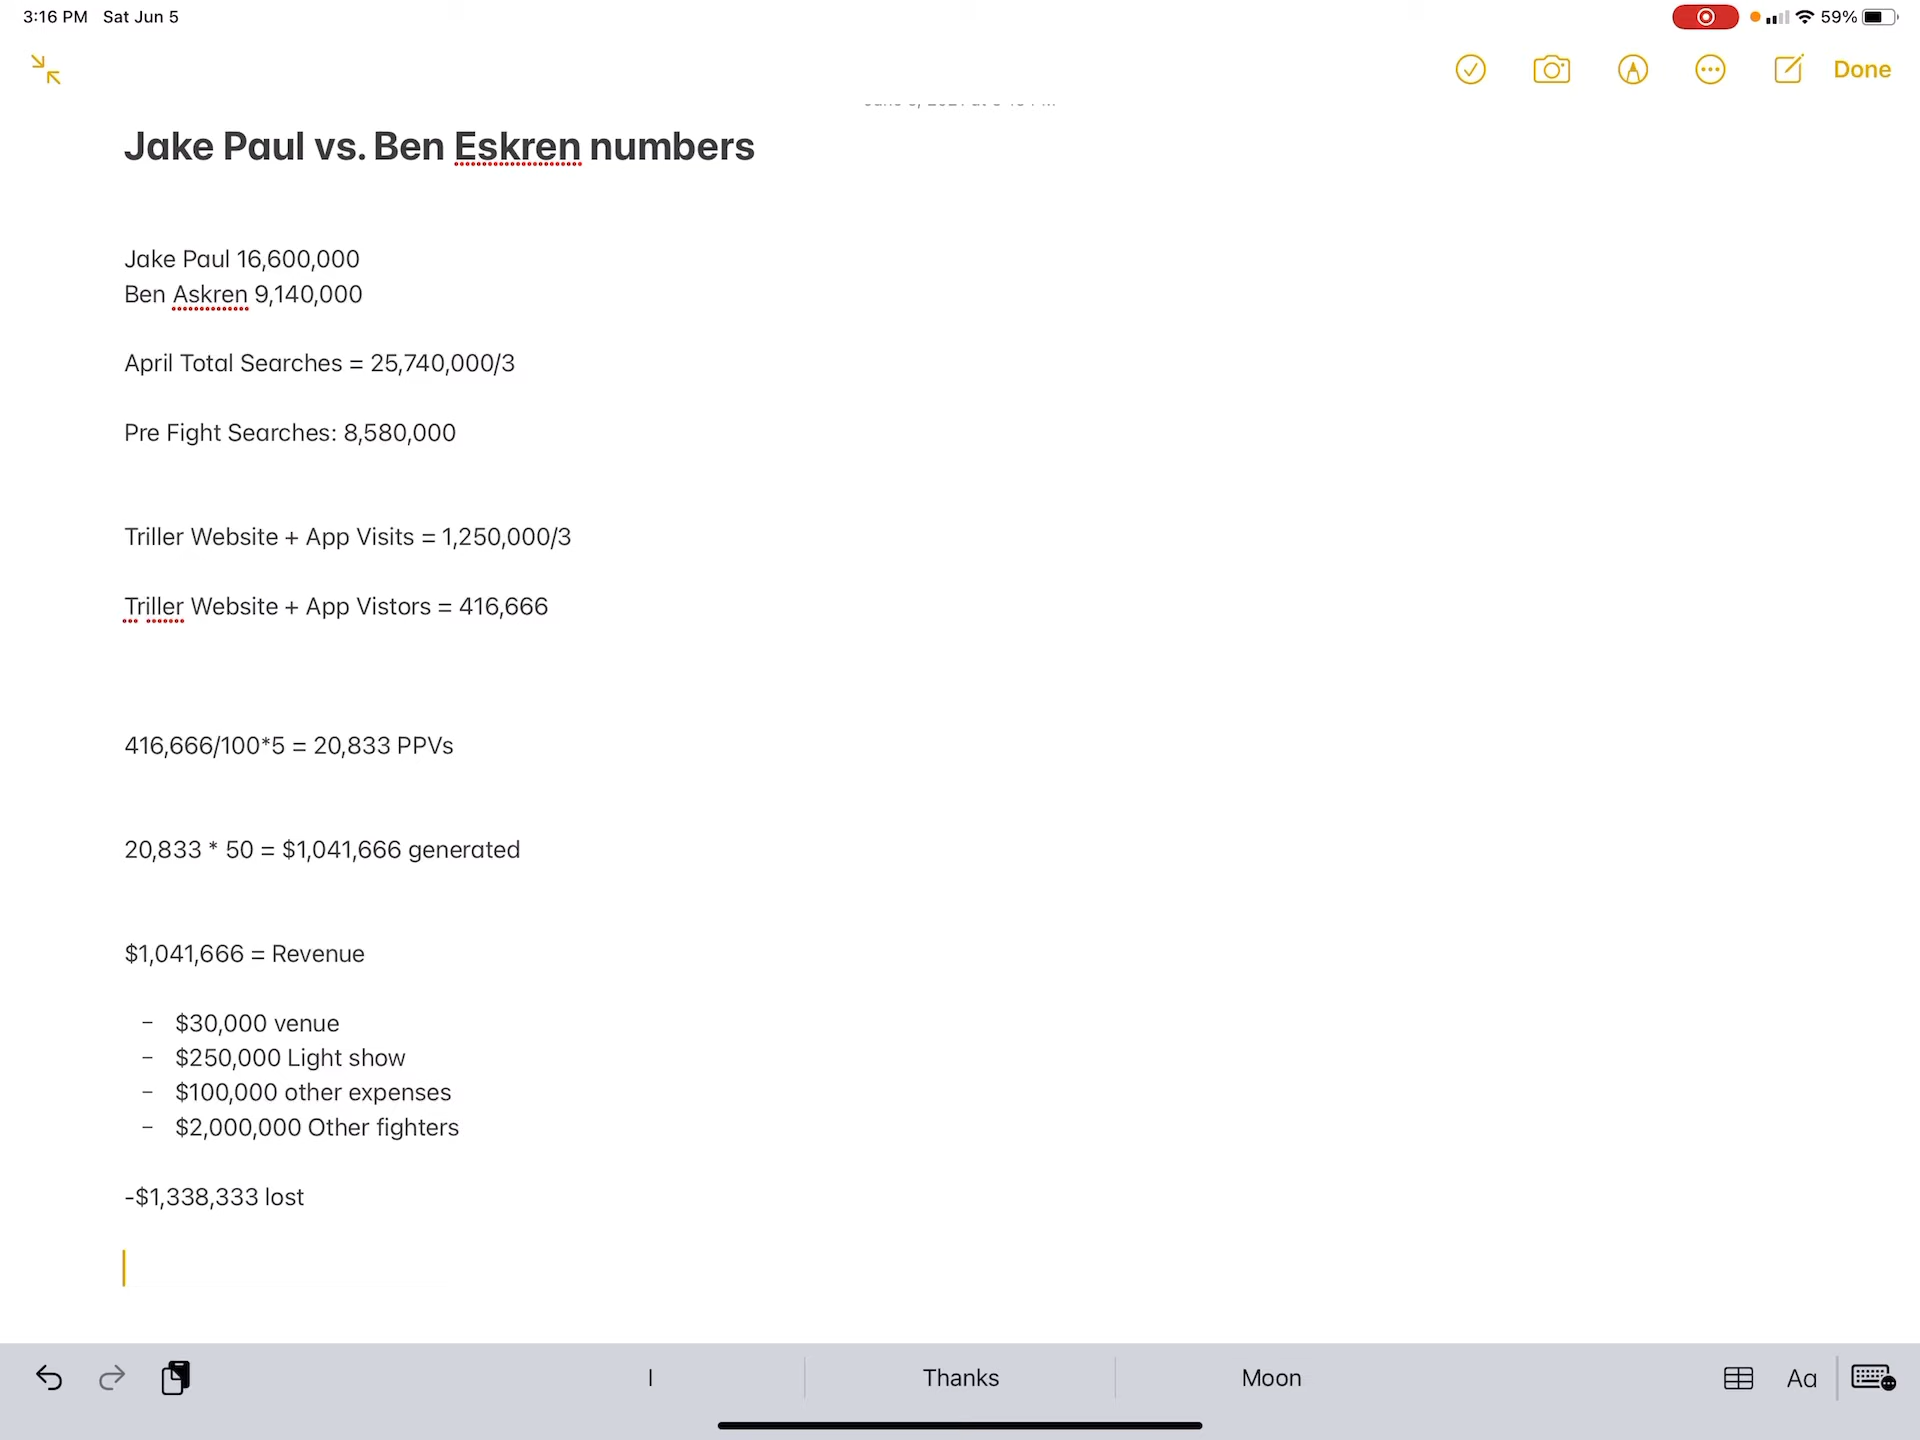 3:16 PM Sat Jun 5
59%
Done
Jake Paul vs. Ben Eskren numbers
Jake Paul 16,600,000
Ben Askren 9,140,000
April Total Searches = 25,740,000/3
Pre Fight Searches: 8,580,000
Triller Website + App Visits = 1,250,000/3
Triller Website + App Vistors = 416,666
416,666/100*5 = 20,833 PPVs
20,833 * 50 = $1,041,666 generated
$1,041,666 = Revenue
- $30,000 venue
- $250,000 Light show
- $100,000 other expenses
- $2,000,000 Other fighters
-$1,338,333 lost
I Thanks Moon
Aa